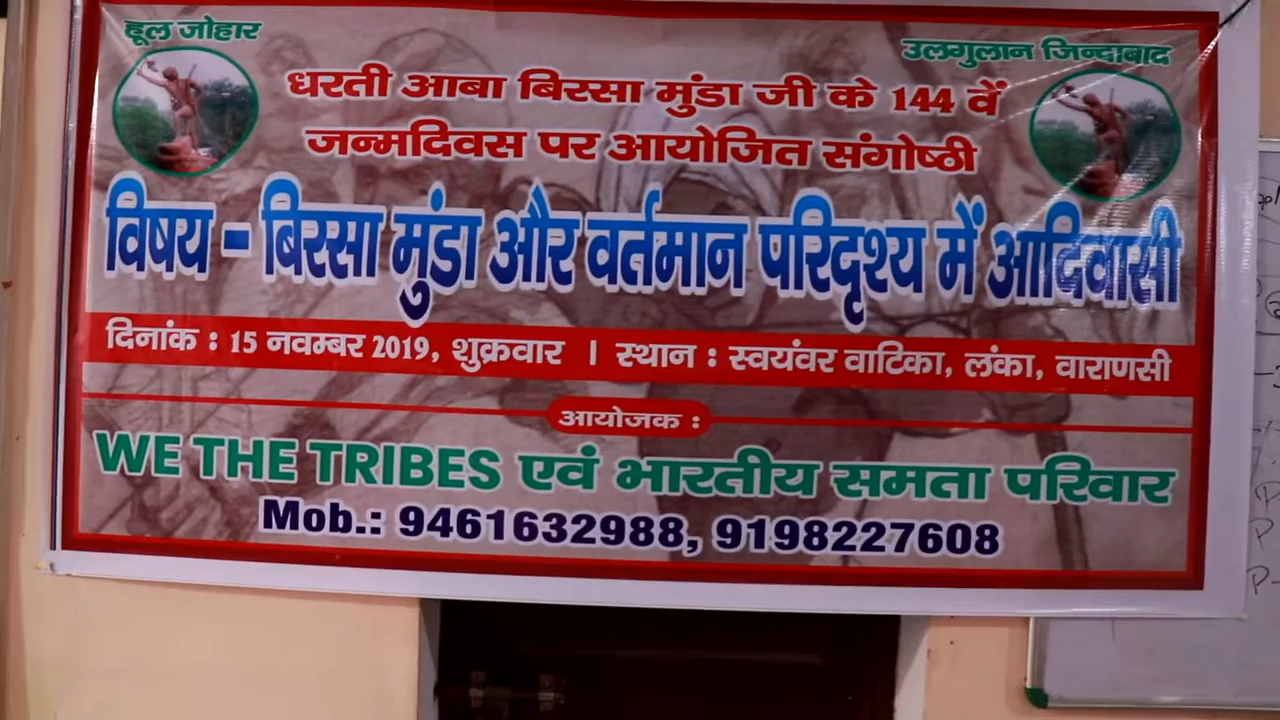 हूल जोहार
उलगुलान जिन्दाबाद
धरती आबा बिरसा मुंडा जी के 144 वें
जन्मदिवस पर आयोजित संगोष्ठी
विषय - बिरसा मुंडा और वर्तमान परिदृश्य में आदिवासी
दिनांक : 15 नवम्बर 2019, शुक्रवार । स्थान : स्वयंवर वाटिका, लंका, वाराणसी
आयोजक :
WE THE TRIBES एवं भारतीय समता परिवार
Mob.: 9461632988, 9198227608